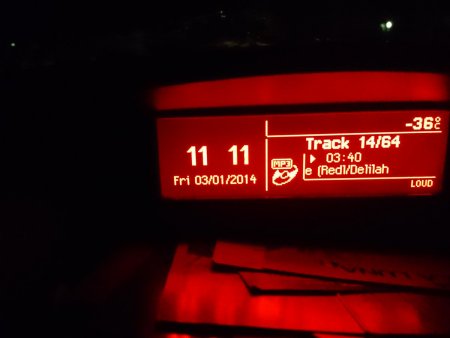 -36°C
Track 14/64
11 11
MP3
03:40
Fri 03/01/2014
e (Red)/Delilah
LOUD